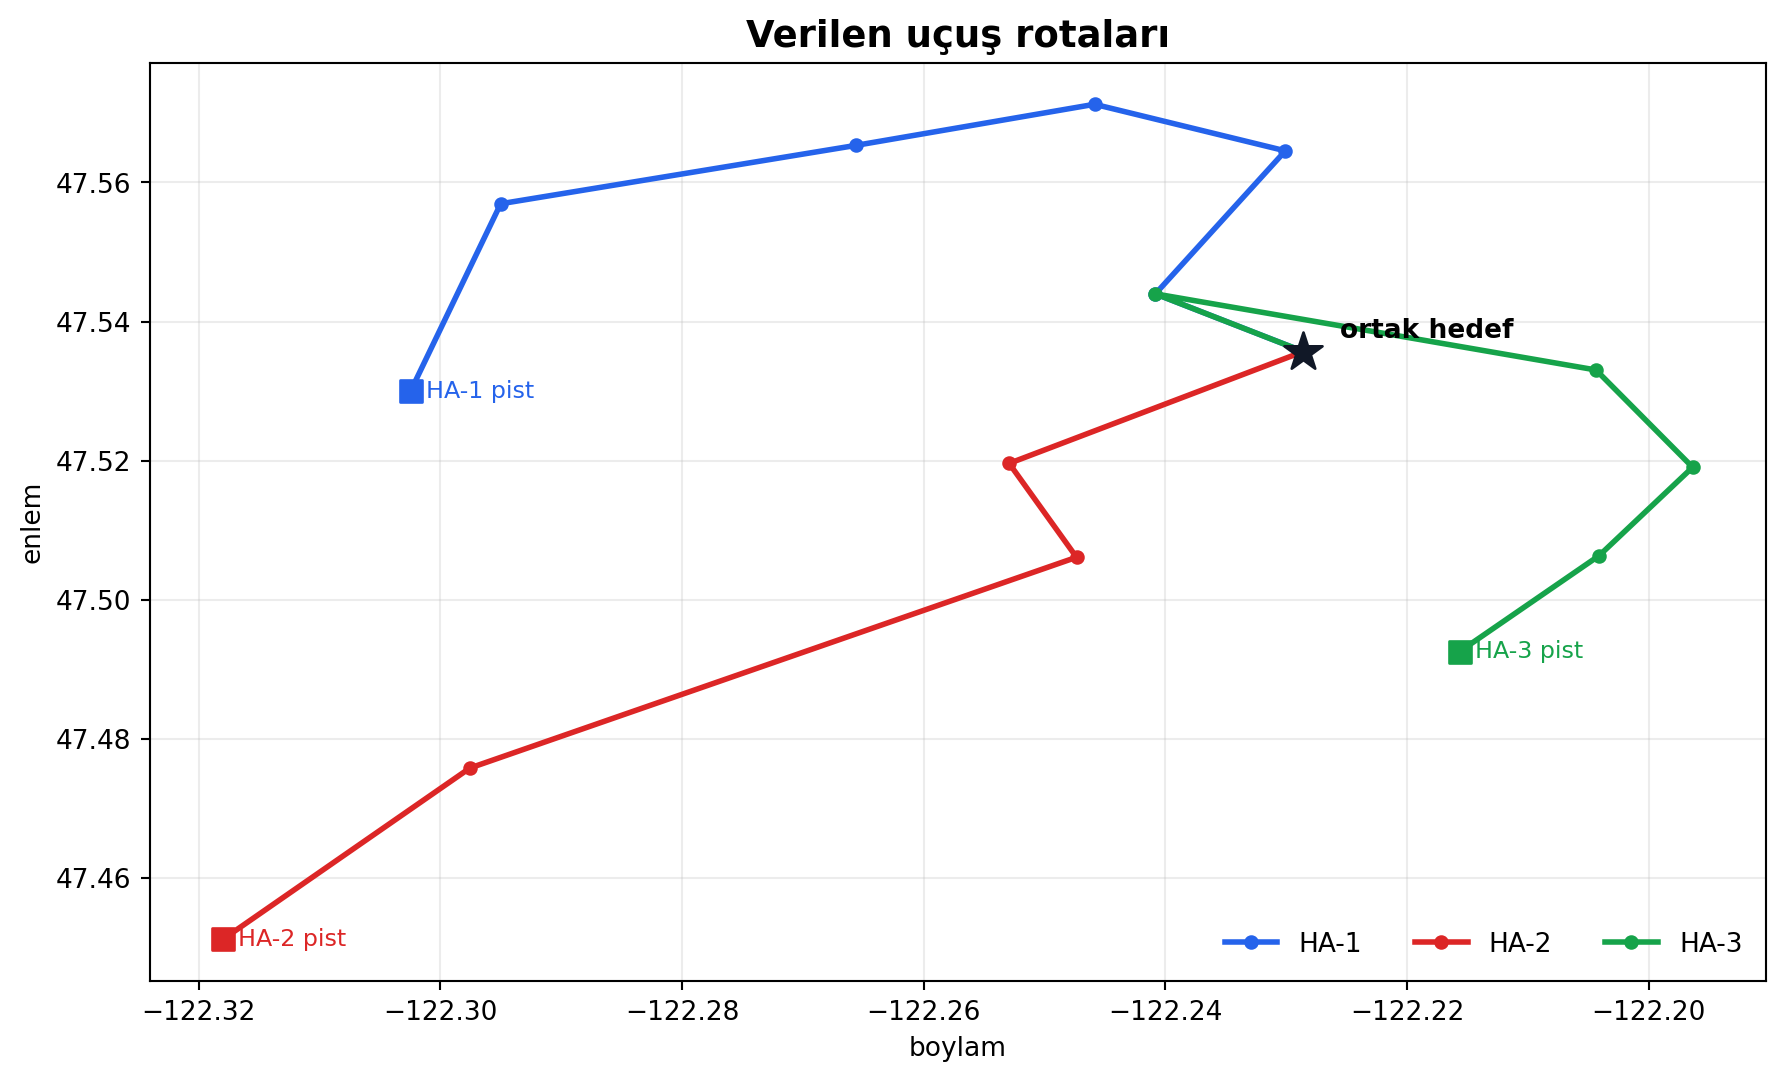 Verilen uçuş rotaları
47.56
47.54
47.52
47.50
47.48
47.46
enlem
ortak hedef
HA-1 pist
HA-3 pist
HA-2 pist
HA-1
HA-2
HA-3
−122.32
−122.30
−122.28
−122.26
−122.24
−122.22
−122.20
boylam